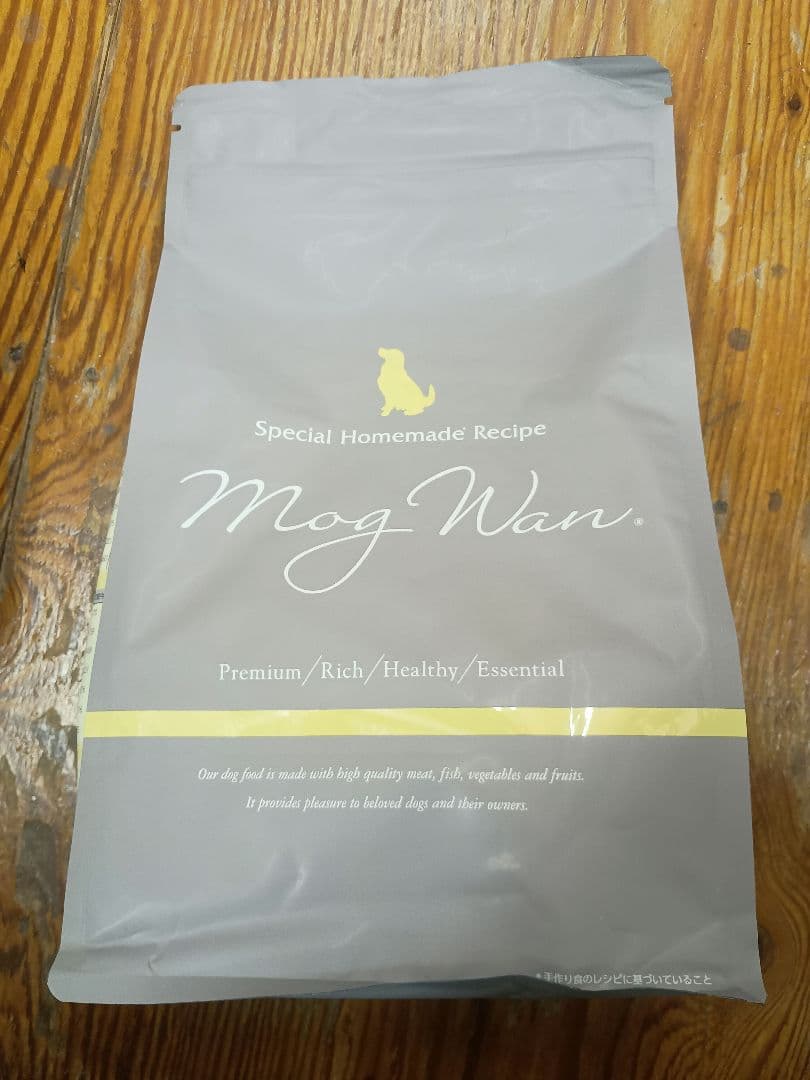 Special Homemade* Recipe
Mog Wan®
Premium/Rich/Healthy/Essential
Our dog food is made with high quality meat, fish, vegetables and fruits.
It provides pleasure to beloved dogs and their owners.
*手作り食のレシピに基づいていること